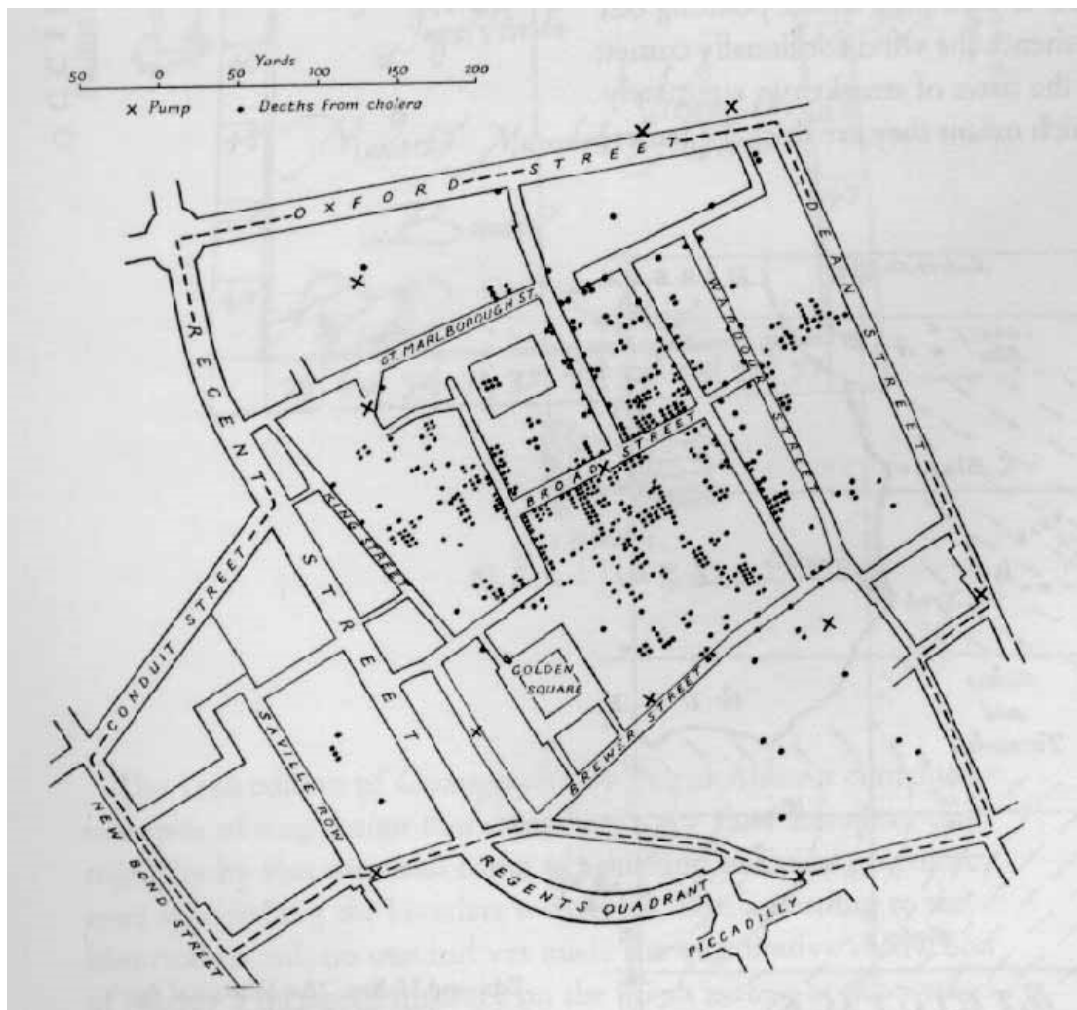 Yards
50 0 50 100 150 200
× Pump • Deaths from cholera
OXFORD STREET
DEAN STREET
WARDOUR STREET
REGENT STREET
GT. MARLBOROUGH ST.
BROAD STREET
KING STREET
CONDUIT STREET
GOLDEN
SQUARE
BREWER STREET
SAVILLE ROW
NEW BOND STREET
REGENTS QUADRANT
PICCADILLY